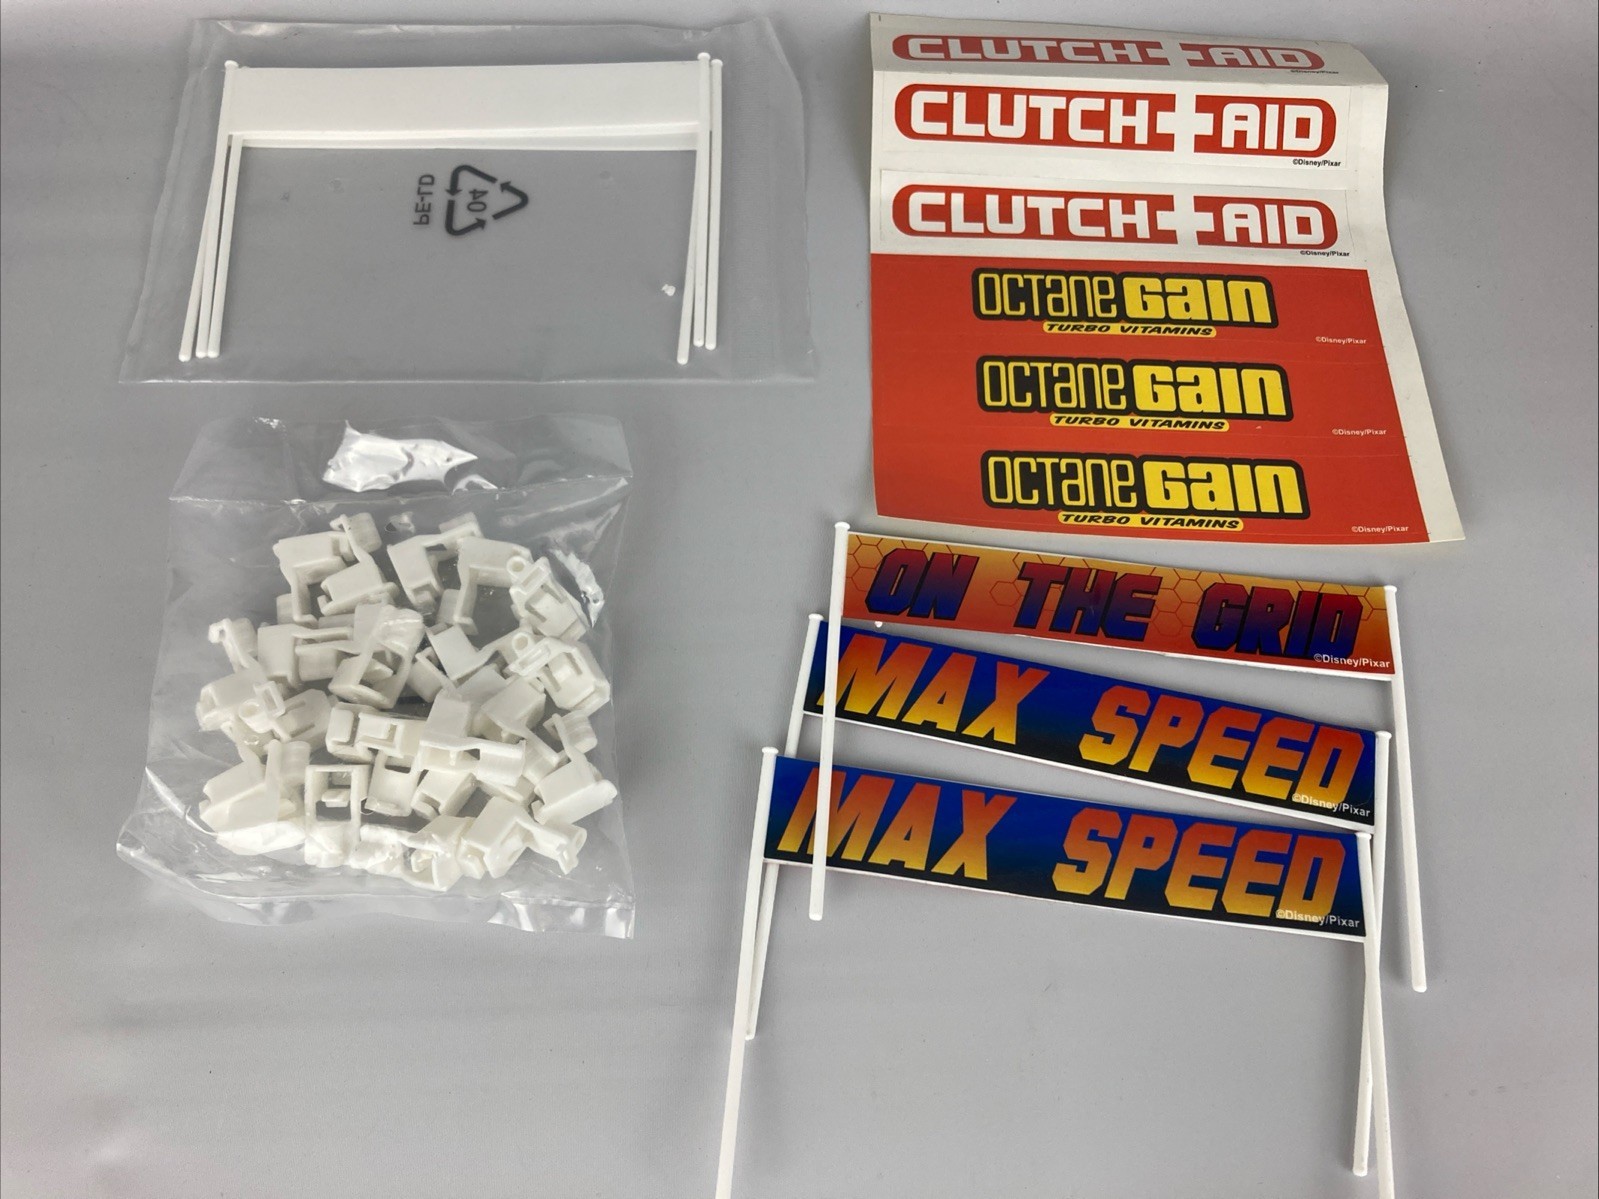 PE-LD
04
CLUTCH AID
©Disney/Pixar
CLUTCH AID
©Disney/Pixar
CLUTCH AID
©Disney/Pixar
OCTANE GAIN
TURBO VITAMINS
©Disney/Pixar
OCTANE GAIN
TURBO VITAMINS
©Disney/Pixar
OCTANE GAIN
TURBO VITAMINS
©Disney/Pixar
ON THE GRID
©Disney/Pixar
MAX SPEED
©Disney/Pixar
MAX SPEED
©Disney/Pixar